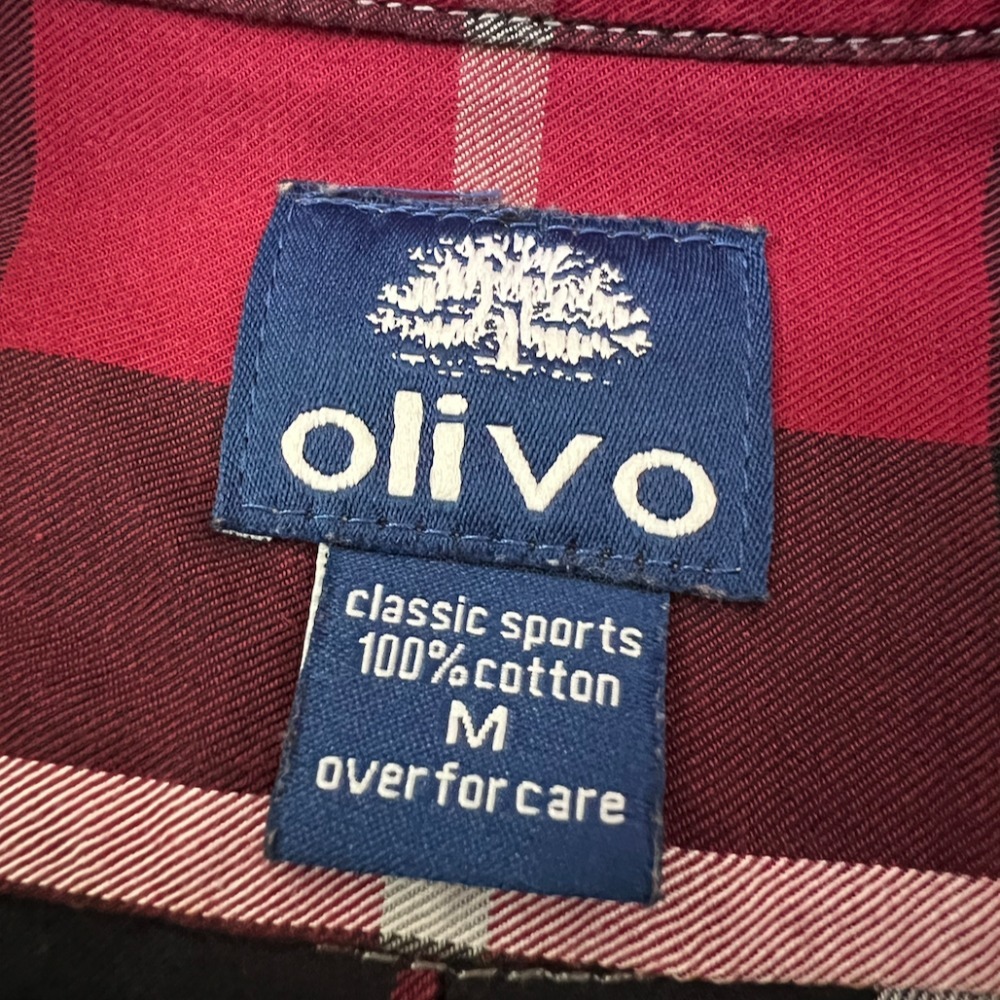 olivo
classic sports
100% cotton
M
over for care